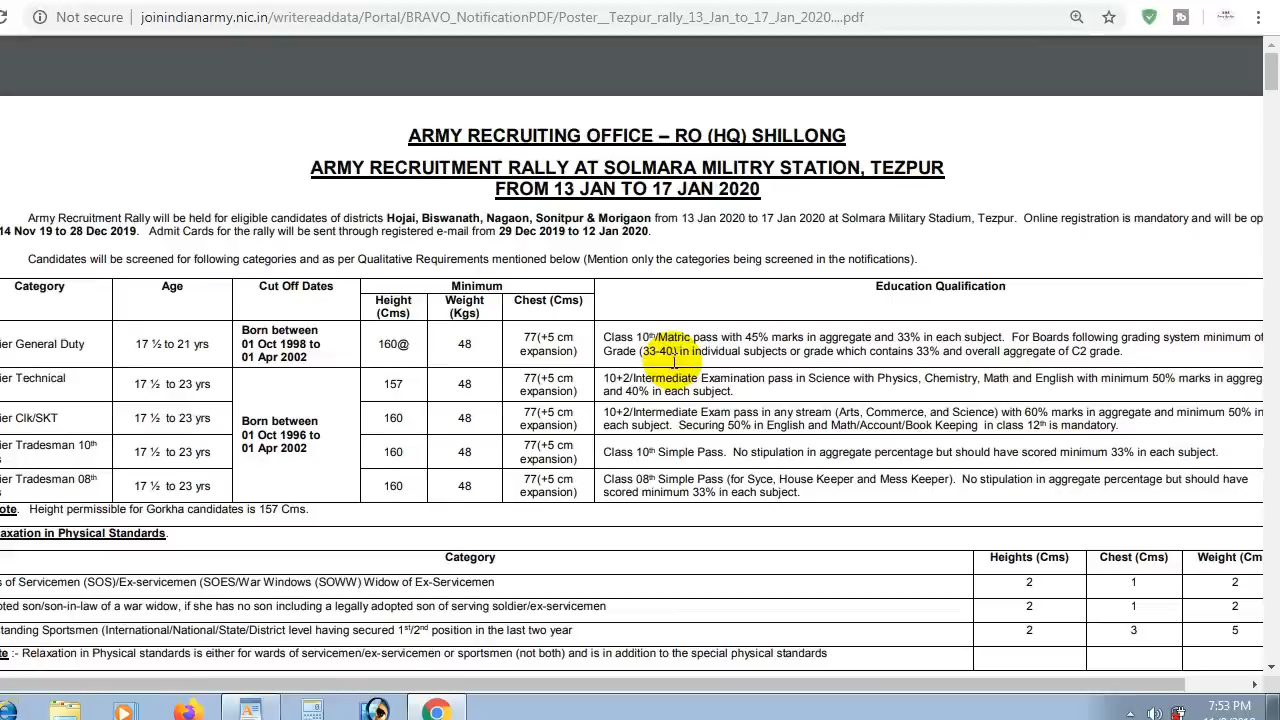 Not secure | joinindianarmy.nic.in/writereaddata/Portal/BRAVO_NotificationPDF/Poster__Tezpur_rally_13_Jan_to_17_Jan_2020....pdf
ARMY RECRUITING OFFICE – RO (HQ) SHILLONG
ARMY RECRUITMENT RALLY AT SOLMARA MILITRY STATION, TEZPUR
FROM 13 JAN TO 17 JAN 2020
Army Recruitment Rally will be held for eligible candidates of districts Hojai, Biswanath, Nagaon, Sonitpur & Morigaon from 13 Jan 2020 to 17 Jan 2020 at Solmara Military Stadium, Tezpur. Online registration is mandatory and will be op
14 Nov 19 to 28 Dec 2019. Admit Cards for the rally will be sent through registered e-mail from 29 Dec 2019 to 12 Jan 2020.
Candidates will be screened for following categories and as per Qualitative Requirements mentioned below (Mention only the categories being screened in the notifications).
Category Age Cut Off Dates Minimum Education Qualification
Height (Cms) Weight (Kgs) Chest (Cms)
ier General Duty 17 ½ to 21 yrs Born between 01 Oct 1998 to 01 Apr 2002 160@ 48 77(+5 cm expansion) Class 10th/Matric pass with 45% marks in aggregate and 33% in each subject. For Boards following grading system minimum of
Grade (33-40) in individual subjects or grade which contains 33% and overall aggregate of C2 grade.
ier Technical 17 ½ to 23 yrs Born between 01 Oct 1996 to 01 Apr 2002 157 48 77(+5 cm expansion) 10+2/Intermediate Examination pass in Science with Physics, Chemistry, Math and English with minimum 50% marks in aggreg
and 40% in each subject.
ier Clk/SKT 17 ½ to 23 yrs 160 48 77(+5 cm expansion) 10+2/Intermediate Exam pass in any stream (Arts, Commerce, and Science) with 60% marks in aggregate and minimum 50% in
each subject. Securing 50% in English and Math/Account/Book Keeping in class 12th is mandatory.
ier Tradesman 10th s 17 ½ to 23 yrs 160 48 77(+5 cm expansion) Class 10th Simple Pass. No stipulation in aggregate percentage but should have scored minimum 33% in each subject.
ier Tradesman 08th s 17 ½ to 23 yrs 160 48 77(+5 cm expansion) Class 08th Simple Pass (for Syce, House Keeper and Mess Keeper). No stipulation in aggregate percentage but should have
scored minimum 33% in each subject.
ote. Height permissible for Gorkha candidates is 157 Cms.
axation in Physical Standards.
Category Heights (Cms) Chest (Cms) Weight (Cm
s of Servicemen (SOS)/Ex-servicemen (SOES/War Windows (SOWW) Widow of Ex-Servicemen 2 1 2
pted son/son-in-law of a war widow, if she has no son including a legally adopted son of serving soldier/ex-servicemen 2 1 2
standing Sportsmen (International/National/State/District level having secured 1st/2nd position in the last two year 2 3 5
te :- Relaxation in Physical standards is either for wards of servicemen/ex-servicemen or sportsmen (not both) and is in addition to the special physical standards
7:53 PM